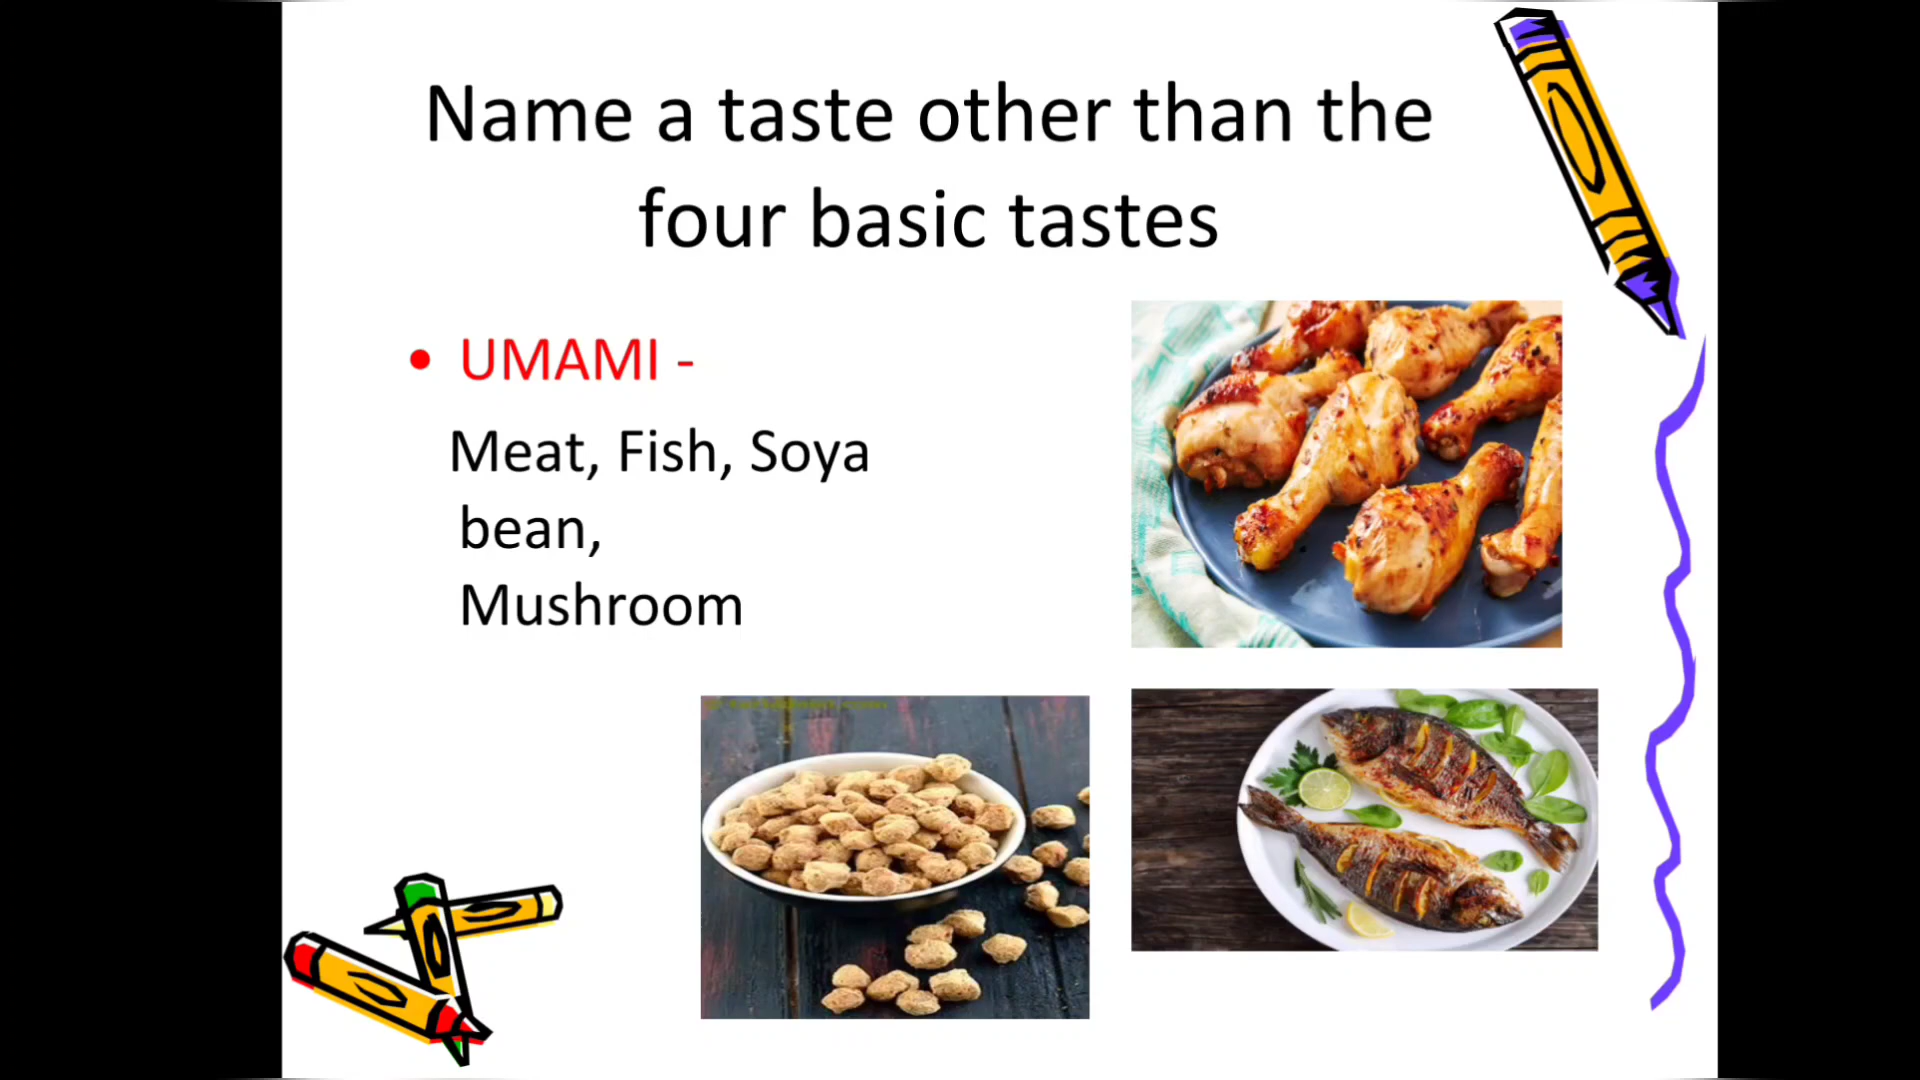 Name a taste other than the
four basic tastes
• UMAMI -
Meat, Fish, Soya
bean,
Mushroom